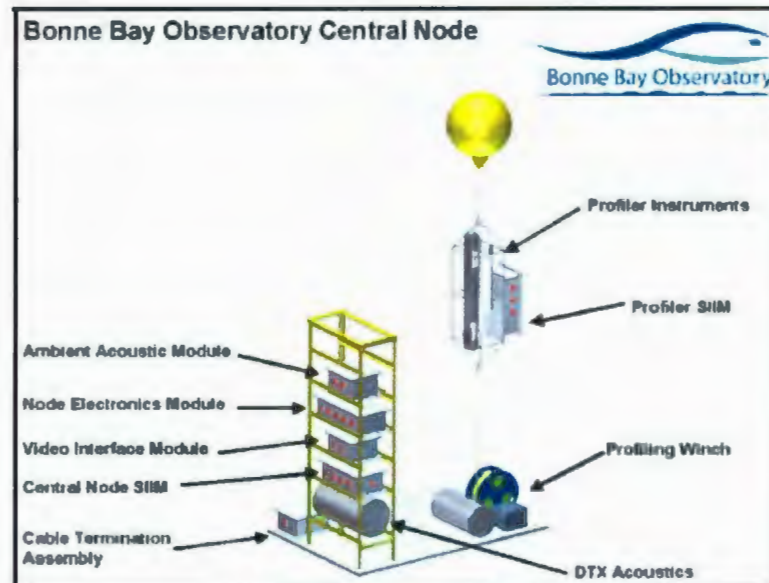 Bonne Bay Observatory Central Node
Bonne Bay Observatory
Profiler Instruments
Profiler SIIM
Ambient Acoustic Module
Node Electronics Module
Video Interface Module
Central Node SIIM
Profiling Winch
Cable Termination
Assembly
DTX Acoustics